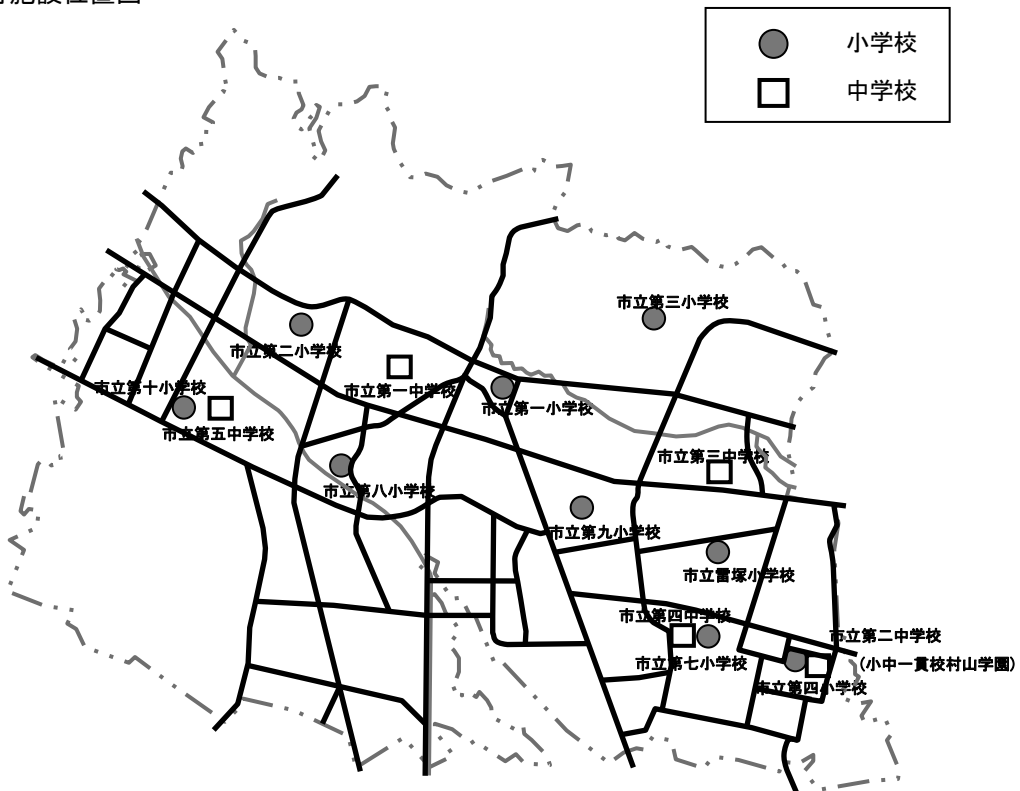 小学校
中学校
市立第三小学校
市立第二小学校
市立第十小学校
市立第一中学校
市立第一小学校
市立第五中学校
市立第三中学校
市立第八小学校
市立第九小学校
市立雷塚小学校
市立第四中学校
市立第二中学校
市立第七小学校
(小中一貫校村山学園)
市立第四小学校